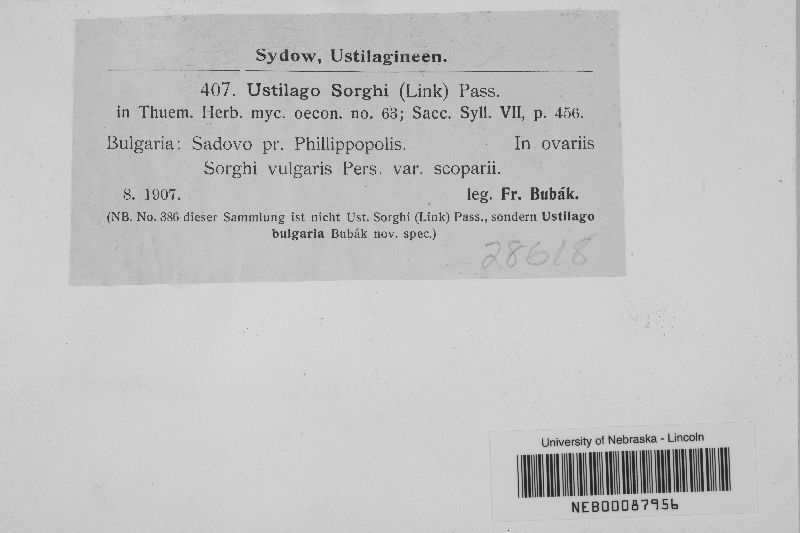 Sydow, Ustilagineen.
407. Ustilago Sorghi (Link) Pass.
in Thuem. Herb. myc. oecon. no. 63; Sacc. Syll. VII, p. 456.
Bulgaria: Sadovo pr. Phillippopolis. In ovariis
Sorghi vulgaris Pers. var. scoparii.
8. 1907. leg. Fr. Bubák.
(NB. No. 386 dieser Sammlung ist nicht Ust. Sorghi (Link) Pass., sondern Ustilago
bulgaria Bubák nov. spec.)
28618
University of Nebraska - Lincoln
NEB00087956